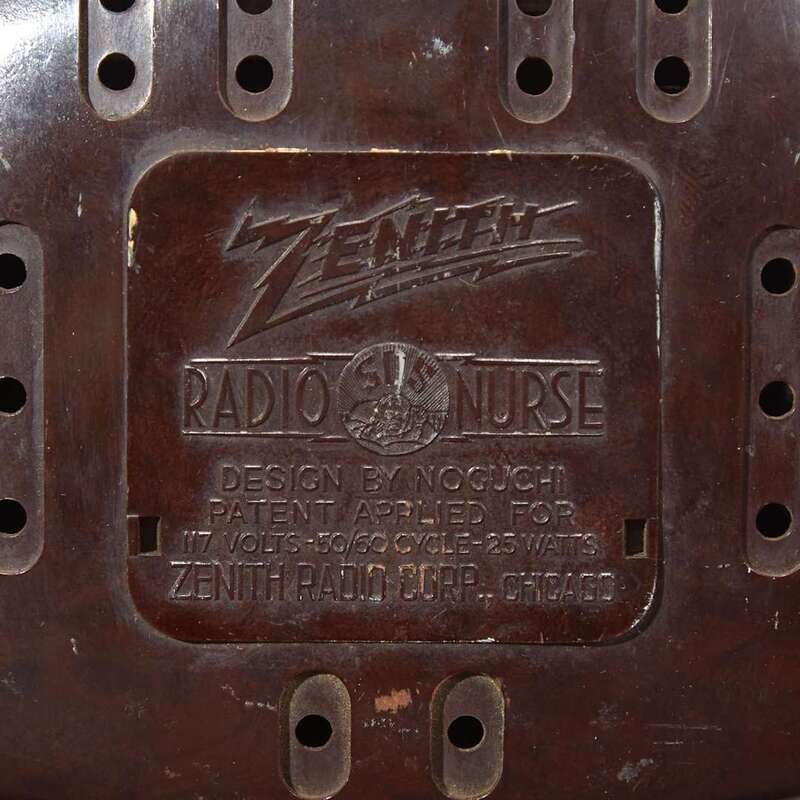 ZENITH
RADIO SOS NURSE
DESIGN BY NOGUCHI
PATENT APPLIED FOR
117 VOLTS-50/60 CYCLE-25 WATTS
ZENITH RADIO CORP., CHICAGO